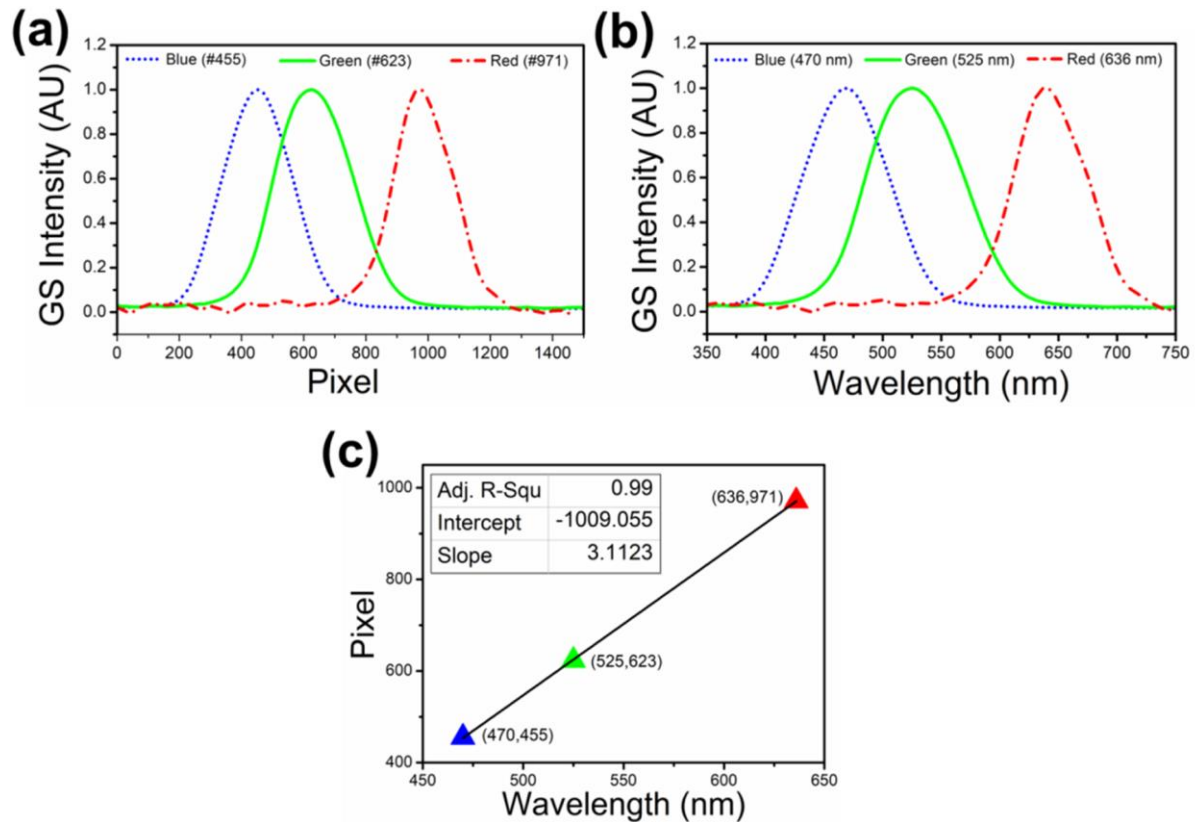 (a)
GS Intensity (AU)
1.2
1.0
0.8
0.6
0.4
0.2
0.0
Blue (#455) Green (#623) Red (#971)
0 200 400 600 800 1000 1200 1400
Pixel
(b)
GS Intensity (AU)
1.2
1.0
0.8
0.6
0.4
0.2
0.0
Blue (470 nm) Green (525 nm) Red (636 nm)
350 400 450 500 550 600 650 700 750
Wavelength (nm)
(c)
Pixel
1000
800
600
400
Adj. R-Squ 0.99
Intercept -1009.055
Slope 3.1123
(636,971)
(525,623)
(470,455)
450 500 550 600 650
Wavelength (nm)